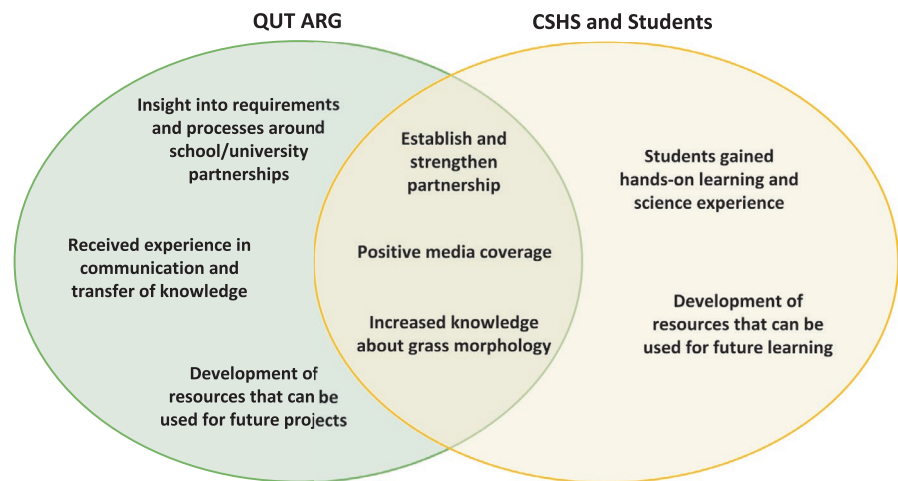 QUT ARG
CSHS and Students
Insight into requirements
and processes around
school/university
partnerships
Received experience in
communication and
transfer of knowledge
Development of
resources that can be
used for future projects
Establish and
strengthen
partnership
Positive media coverage
Increased knowledge
about grass morphology
Students gained
hands-on learning and
science experience
Development of
resources that can be
used for future learning